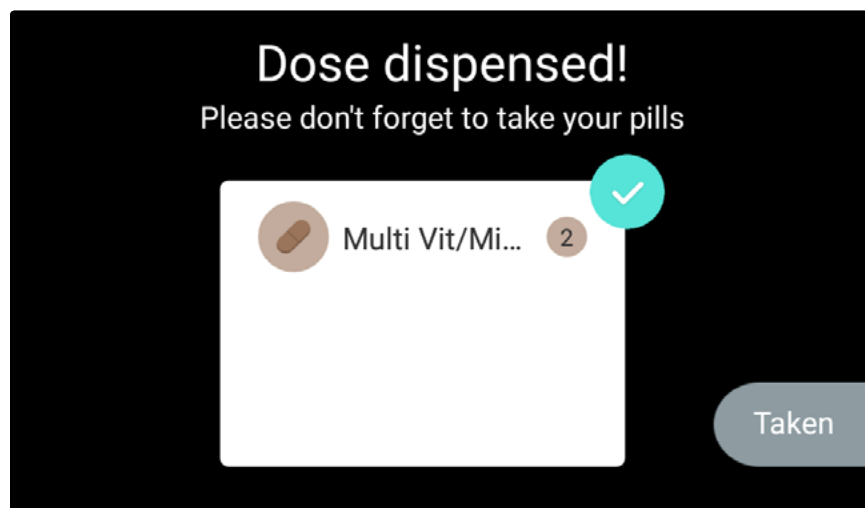 Dose dispensed!
Please don't forget to take your pills
Multi Vit/Mi... 2
Taken